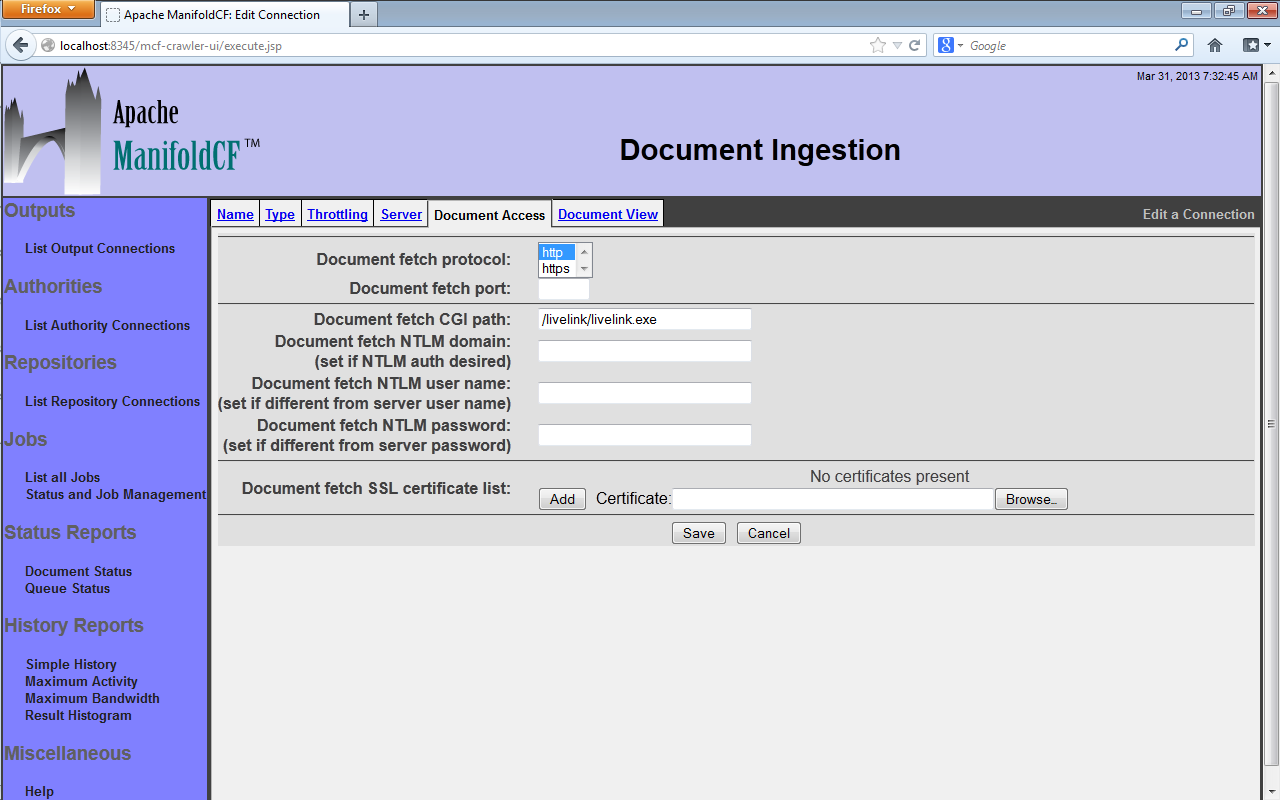 Firefox
Apache ManifoldCF: Edit Connection
localhost:8345/mcf-crawler-ui/execute.jsp
Google
Mar 31, 2013 7:32:45 AM
Apache
ManifoldCF™
Document Ingestion
Name Type Throttling Server Document Access Document View
Edit a Connection
Outputs
List Output Connections
Authorities
List Authority Connections
Repositories
List Repository Connections
Jobs
List all Jobs
Status and Job Management
Status Reports
Document Status
Queue Status
History Reports
Simple History
Maximum Activity
Maximum Bandwidth
Result Histogram
Miscellaneous
Help
Document fetch protocol:
http
https
Document fetch port:
Document fetch CGI path: /livelink/livelink.exe
Document fetch NTLM domain:
(set if NTLM auth desired)
Document fetch NTLM user name:
(set if different from server user name)
Document fetch NTLM password:
(set if different from server password)
Document fetch SSL certificate list:
No certificates present
Add Certificate: Browse...
Save Cancel